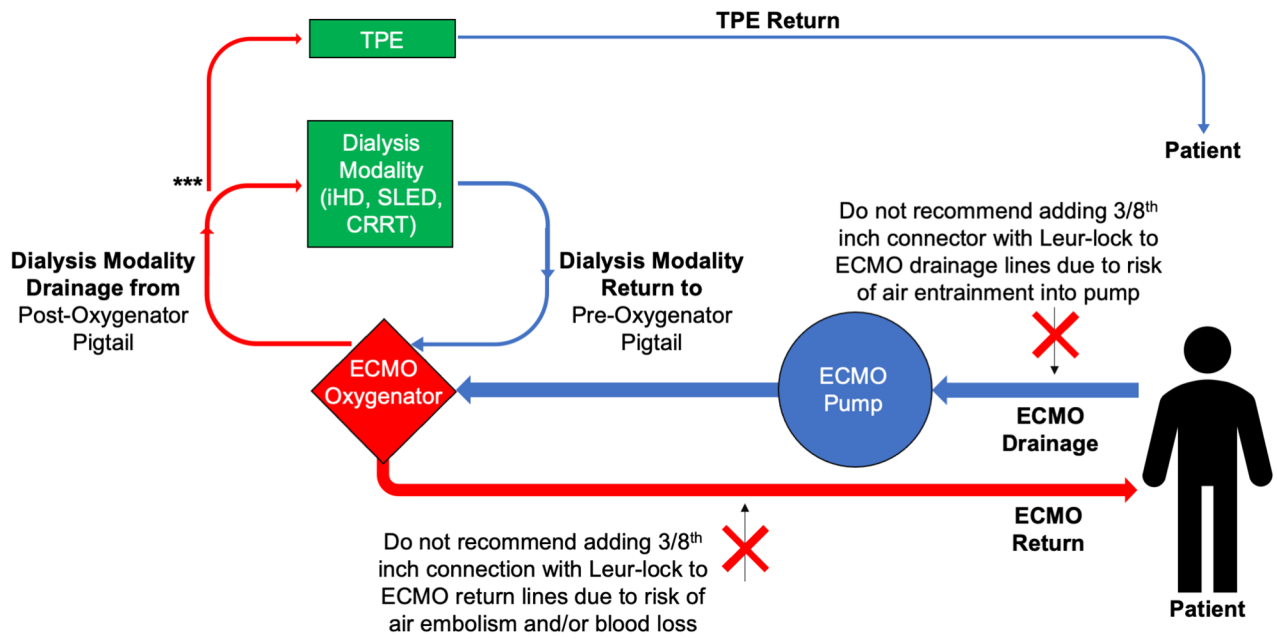 TPE Return
TPE
Patient
Dialysis
Modality
(iHD, SLED,
CRRT)
***
Dialysis Modality
Drainage from
Post-Oxygenator
Pigtail
Dialysis Modality
Return to
Pre-Oxygenator
Pigtail
Do not recommend adding 3/8th
inch connector with Leur-lock to
ECMO drainage lines due to risk
of air entrainment into pump
ECMO
Oxygenator
ECMO
Pump
ECMO
Drainage
ECMO
Return
Do not recommend adding 3/8th
inch connection with Leur-lock to
ECMO return lines due to risk of
air embolism and/or blood loss
Patient